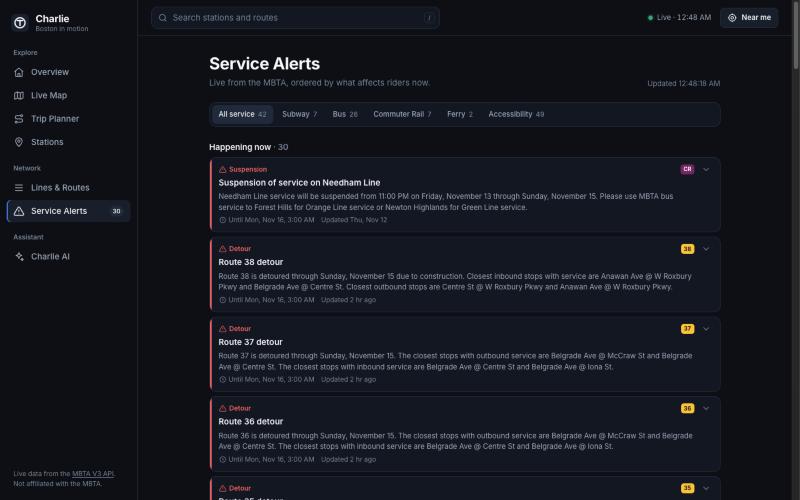 Charlie
Boston in motion
Explore
Overview
Live Map
Trip Planner
Stations
Network
Lines & Routes
Service Alerts 30
Assistant
Charlie AI
Live data from the MBTA V3 API.
Not affiliated with the MBTA.
Search stations and routes /
Live · 12:48 AM
Near me
Service Alerts
Live from the MBTA, ordered by what affects riders now.
Updated 12:48:18 AM
All service 42 Subway 7 Bus 26 Commuter Rail 7 Ferry 2 Accessibility 49
Happening now · 30
Suspension CR
Suspension of service on Needham Line
Needham Line service will be suspended from 11:00 PM on Friday, November 13 through Sunday, November 15. Please use MBTA bus
service to Forest Hills for Orange Line service or Newton Highlands for Green Line service.
Until Mon, Nov 16, 3:00 AM Updated Thu, Nov 12
Detour 38
Route 38 detour
Route 38 is detoured through Sunday, November 15 due to construction. Closest inbound stops with service are Anawan Ave @ W Roxbury
Pkwy and Belgrade Ave @ Centre St. Closest outbound stops are Centre St @ W Roxbury Pkwy and Anawan Ave @ W Roxbury Pkwy.
Until Mon, Nov 16, 3:00 AM Updated 2 hr ago
Detour 37
Route 37 detour
Route 37 is detoured through Sunday, November 15. The closest stops with outbound service are Belgrade Ave @ McCraw St and Belgrade
Ave @ Centre St. The closest stops with inbound service are Belgrade Ave @ Centre St and Belgrade Ave @ Iona St.
Until Mon, Nov 16, 3:00 AM Updated 2 hr ago
Detour 36
Route 36 detour
Route 36 is detoured through Sunday, November 15. The closest stops with outbound service are Belgrade Ave @ McCraw St and Belgrade
Ave @ Centre St. The closest stops with inbound service are Belgrade Ave @ Centre St and Belgrade Ave @ Iona St.
Until Mon, Nov 16, 3:00 AM Updated 2 hr ago
Detour 35
Route 35 detour